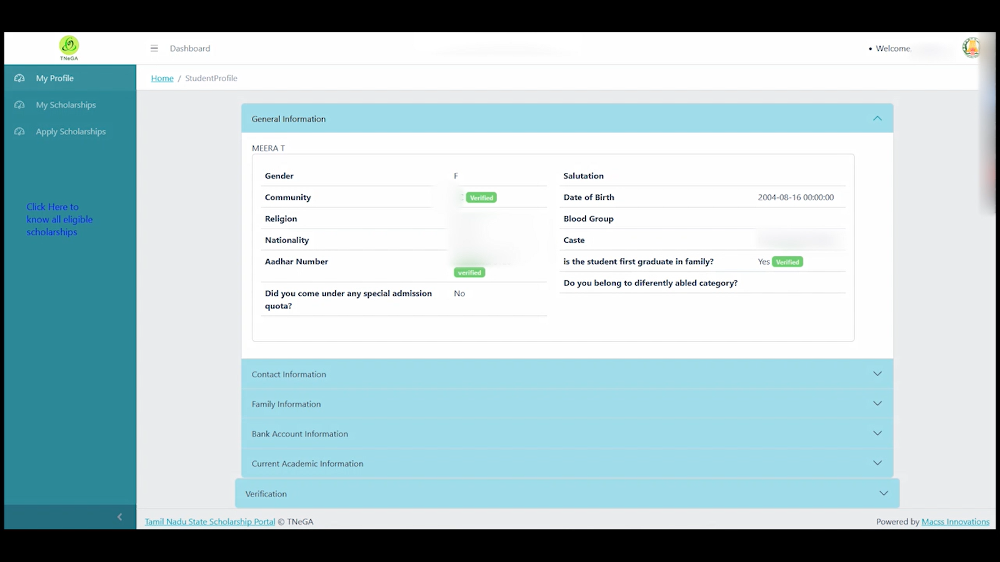 TNeGA
Dashboard
• Welcome
My Profile
My Scholarships
Apply Scholarships
Click Here to
know all eligible
scholarships
Home / StudentProfile
General Information
MEERA T
Gender F
Community Verified
Religion
Nationality
Aadhar Number
verified
Did you come under any special admission No
quota?
Salutation
Date of Birth 2004-08-16 00:00:00
Blood Group
Caste
is the student first graduate in family? Yes Verified
Do you belong to diferently abled category?
Contact Information
Family Information
Bank Account Information
Current Academic Information
Verification
Tamil Nadu State Scholarship Portal © TNeGA
Powered by Macss Innovations